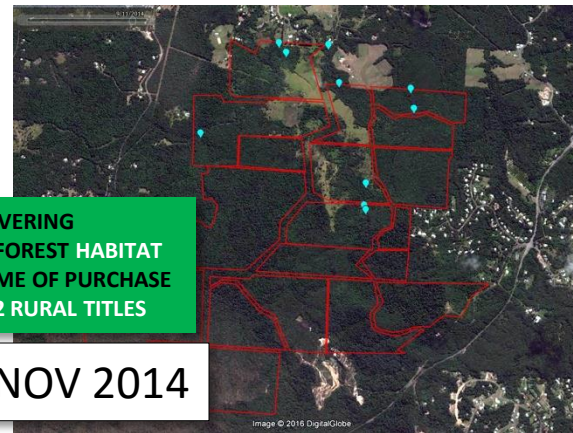 VERING
FOREST HABITAT
ME OF PURCHASE
2 RURAL TITLES
NOV 2014
Image © 2016 DigitalGlobe